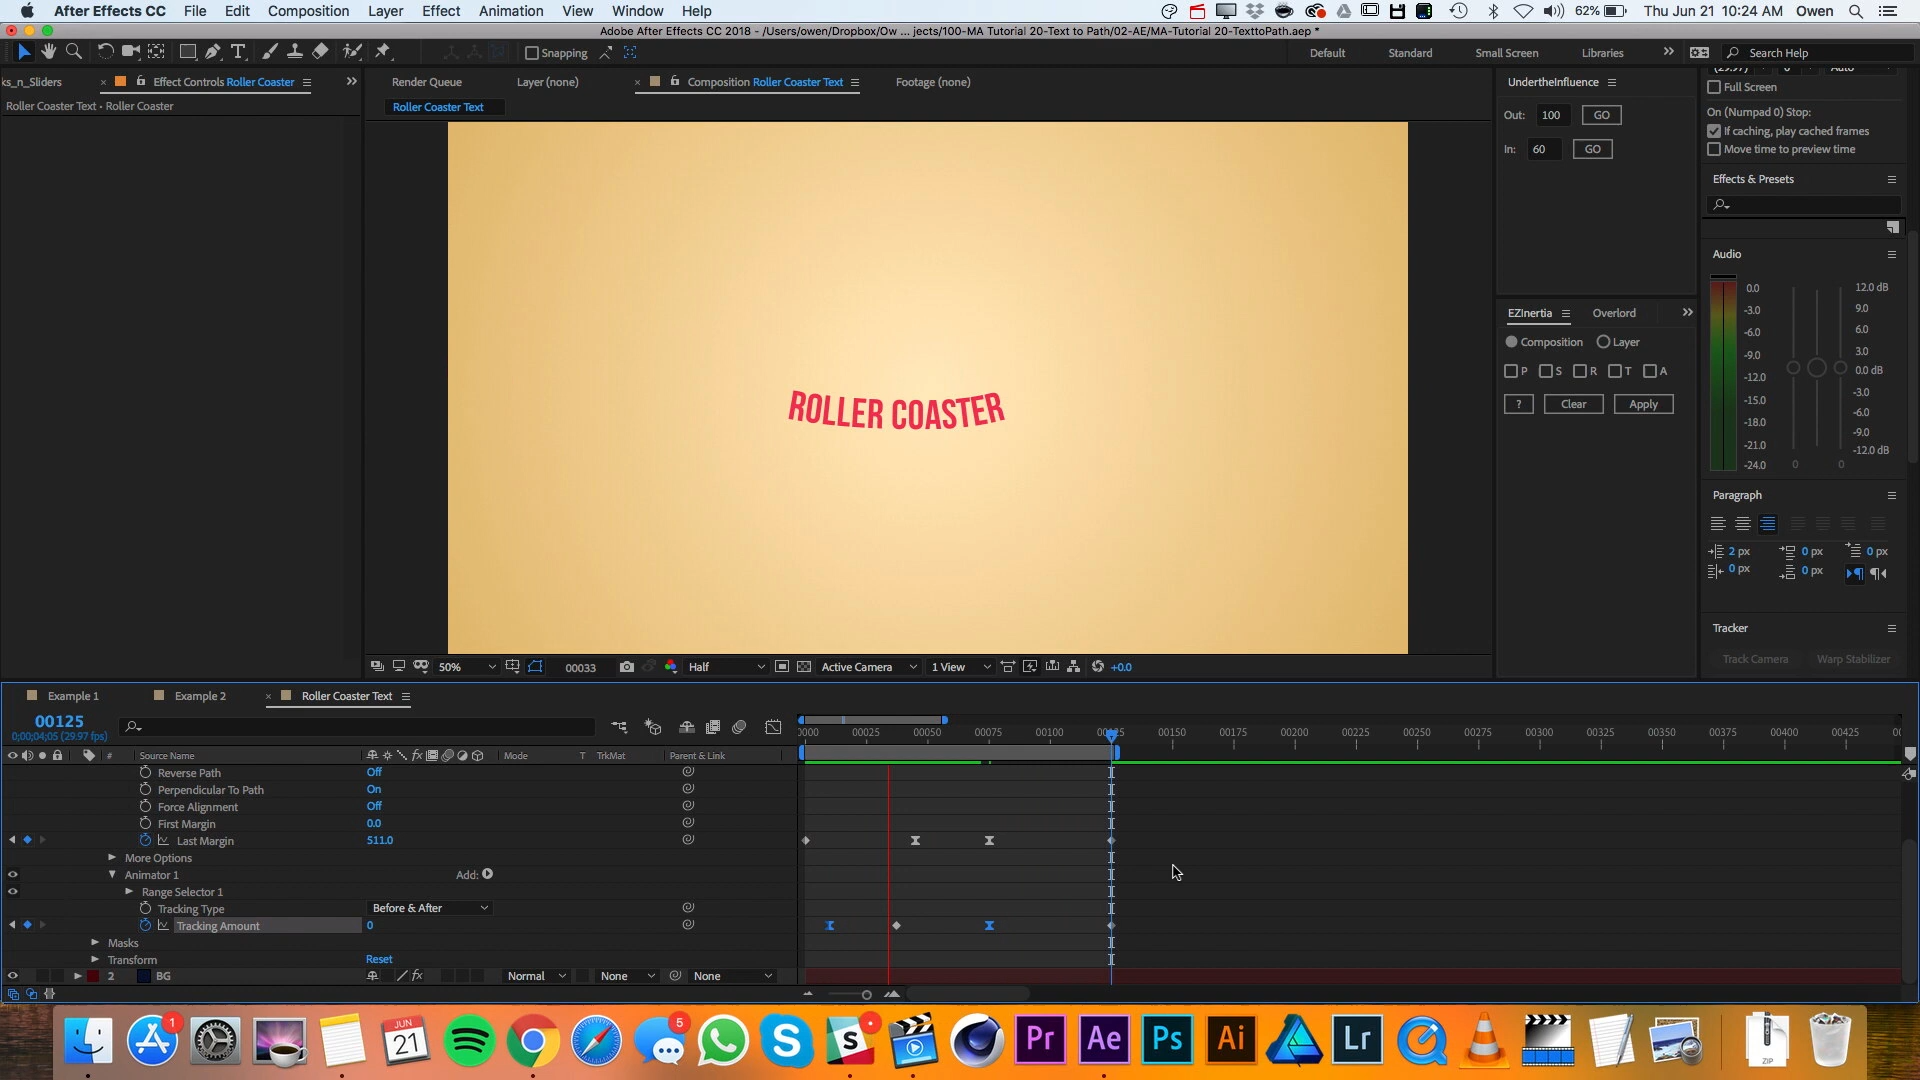 After Effects CC File Edit Composition Layer Effect Animation View Window Help 62% Thu Jun 21 10:24 AM Owen
Adobe After Effects CC 2018 - /Users/owen/Dropbox/Ow ... jects/100-MA Tutorial 20-Text to Path/02-AE/MA-Tutorial 20-TexttoPath.aep *
Snapping Default Standard Small Screen Libraries Search Help
ks_n_Sliders Effect Controls Roller Coaster Render Queue Layer (none) Composition Roller Coaster Text Footage (none)
Roller Coaster Text • Roller Coaster Roller Coaster Text
UndertheInfluence
Out: 100 GO
In: 60 GO
EZInertia Overlord
Composition Layer
P S R T A
? Clear Apply
Full Screen
On (Numpad 0) Stop:
If caching, play cached frames
Move time to preview time
Effects & Presets
Audio
0.0 12.0 dB
-3.0 9.0
-6.0 6.0
-9.0 3.0
-12.0 0.0 dB
-15.0 -3.0
-18.0 -6.0
-21.0 -9.0
-24.0 -12.0 dB
0 0
Paragraph
2 px 0 px 0 px
0 px 0 px
Tracker
Track Camera Warp Stabilizer
ROLLER COASTER
50% 00033 Half Active Camera 1 View +0.0
Example 1 Example 2 Roller Coaster Text
00125
0;00;04;05 (29.97 fps)
0000 00025 00050 00075 00100 00150 00175 00200 00225 00250 00275 00300 00325 00350 00375 00400 00425
# Source Name fx Mode T TrkMat Parent & Link
Reverse Path Off
Perpendicular To Path On
Force Alignment Off
First Margin 0.0
Last Margin 511.0
More Options
Animator 1 Add:
Range Selector 1
Tracking Type Before & After
Tracking Amount 0
Masks
Transform Reset
2 BG fx Normal None None
1 JUN 21 5 Pr Ae Ps Ai Lr ZIP